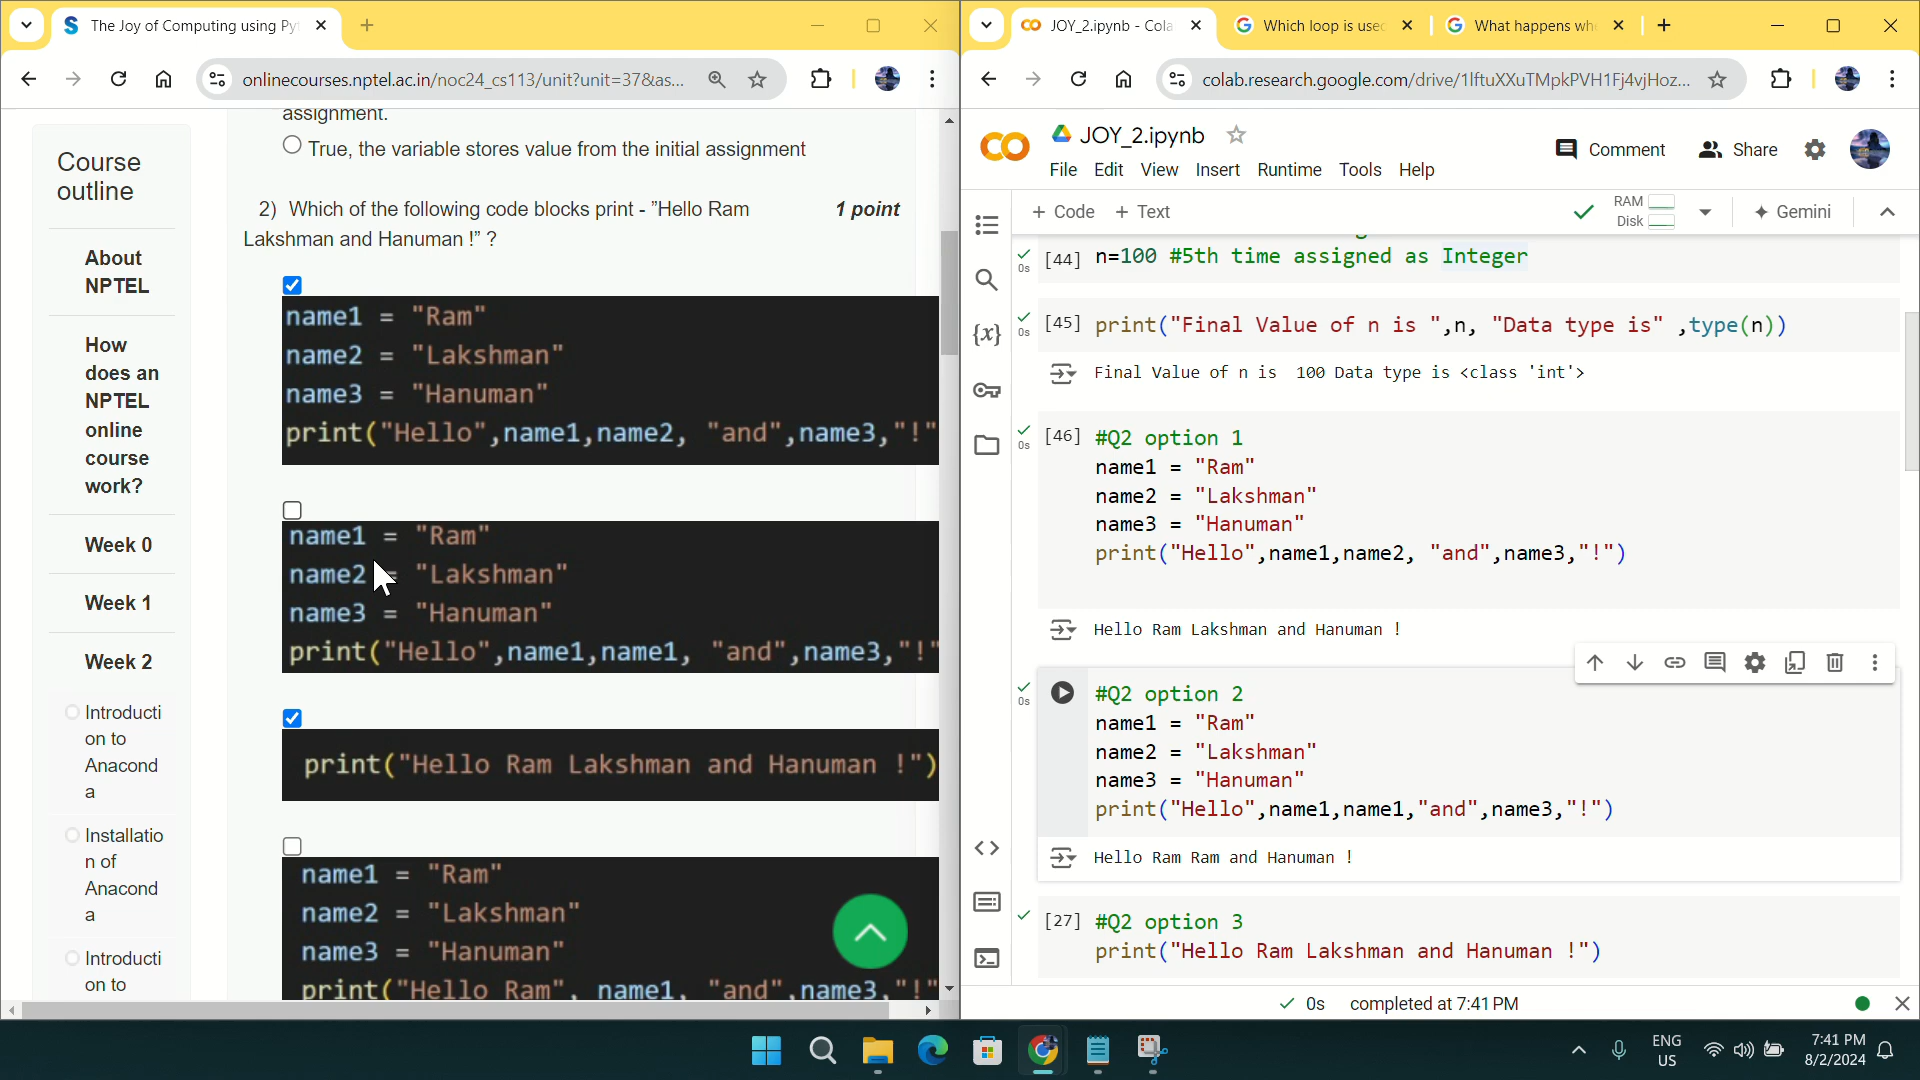 The Joy of Computing using Py
onlinecourses.nptel.ac.in/noc24_cs113/unit?unit=37&as...
Course
outline
About
NPTEL
How
does an
NPTEL
online
course
work?
Week 0
Week 1
Week 2
Introducti
on to
Anacond
a
Installatio
n of
Anacond
a
Introducti
on to
assignment.
True, the variable stores value from the initial assignment
2) Which of the following code blocks print - ”Hello Ram
1 point
Lakshman and Hanuman !” ?
name1 = "Ram"
name2 = "Lakshman"
name3 = "Hanuman"
print("Hello",name1,name2, "and",name3,"!"
name1 = "Ram"
name2 = "Lakshman"
name3 = "Hanuman"
print("Hello",name1,name1, "and",name3,"!"
print("Hello Ram Lakshman and Hanuman !")
name1 = "Ram"
name2 = "Lakshman"
name3 = "Hanuman"
print("Hello Ram", name1, "and",name3,"!"
JOY_2.ipynb - Cola
Which loop is used
What happens whe
colab.research.google.com/drive/1lftuXXuTMpkPVH1Fj4vjHoz...
JOY_2.ipynb
File Edit View Insert Runtime Tools Help
Comment
Share
+ Code + Text
RAM
Disk
Gemini
0s
[44] n=100 #5th time assigned as Integer
0s
[45] print("Final Value of n is ",n, "Data type is" ,type(n))
Final Value of n is  100 Data type is <class 'int'>
0s
[46] #Q2 option 1
name1 = "Ram"
name2 = "Lakshman"
name3 = "Hanuman"
print("Hello",name1,name2, "and",name3,"!")
Hello Ram Lakshman and Hanuman !
0s
#Q2 option 2
name1 = "Ram"
name2 = "Lakshman"
name3 = "Hanuman"
print("Hello",name1,name1,"and",name3,"!")
Hello Ram Ram and Hanuman !
[27] #Q2 option 3
print("Hello Ram Lakshman and Hanuman !")
0s completed at 7:41 PM
ENG
US
7:41 PM
8/2/2024